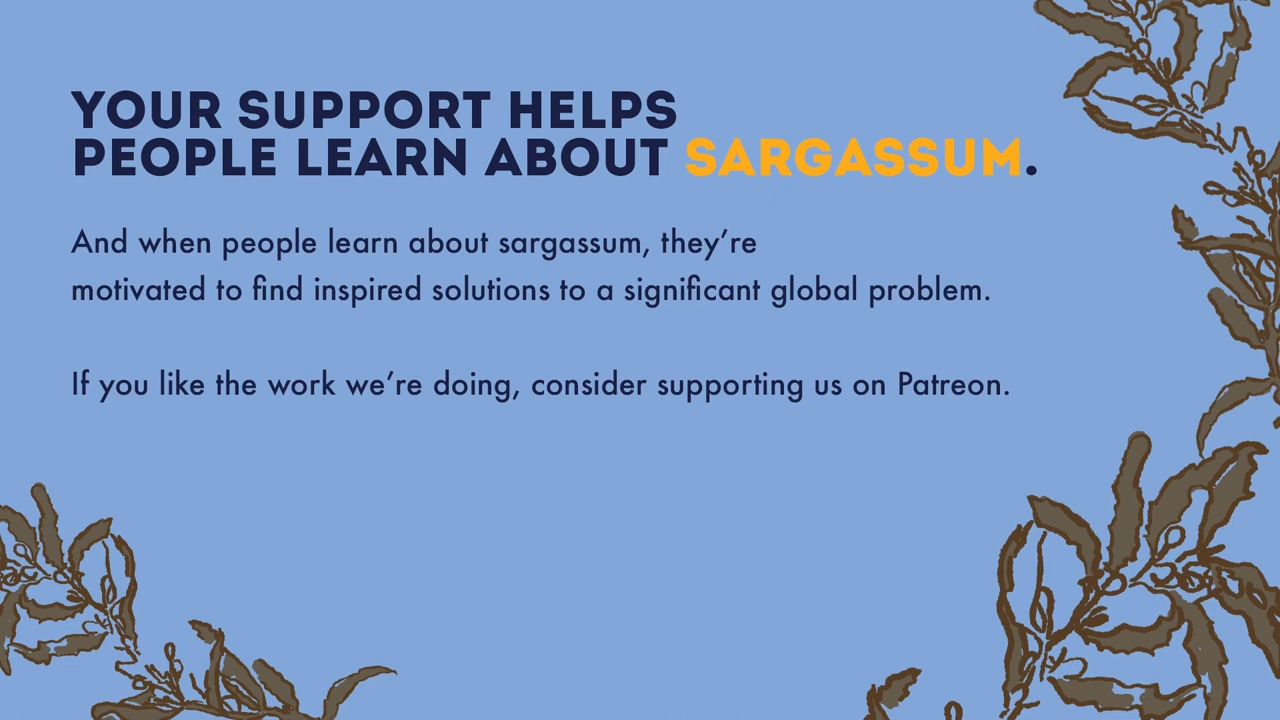 YOUR SUPPORT HELPS
PEOPLE LEARN ABOUT SARGASSUM.
And when people learn about sargassum, they’re
motivated to find inspired solutions to a significant global problem.
If you like the work we’re doing, consider supporting us on Patreon.